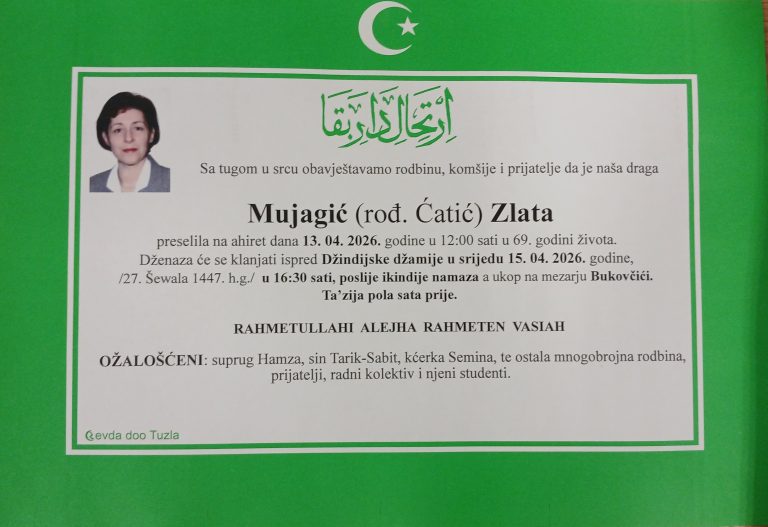 اِرْتِحَالِ دَارِ بَقَا
Sa tugom u srcu obavještavamo rodbinu, komšije i prijatelje da je naša draga
Mujagić (rođ. Ćatić) Zlata
preselila na ahiret dana 13. 04. 2026. godine u 12:00 sati u 69. godini života.
Dženaza će se klanjati ispred Džindijske džamije u srijedu 15. 04. 2026. godine,
/27. Šewala 1447. h.g./ u 16:30 sati, poslije ikindije namaza a ukop na mezarju Bukovčići.
Ta’zija pola sata prije.
RAHMETULLAHI ALEJHA RAHMETEN VASIAH
OŽALOŠĆENI: suprug Hamza, sin Tarik-Sabit, kćerka Semina, te ostala mnogobrojna rodbina,
prijatelji, radni kolektiv i njeni studenti.
evda doo Tuzla